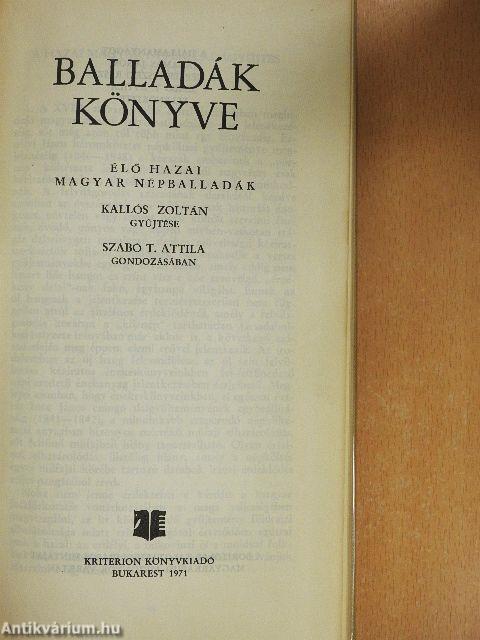 BALLADÁK
KÖNYVE
ÉLŐ HAZAI
MAGYAR NÉPBALLADÁK
KALLÓS ZOLTÁN
GYŰJTÉSE
SZABÓ T. ATTILA
GONDOZÁSÁBAN
KRITERION KÖNYVKIADÓ
BUKAREST 1971
Antikvárium.hu